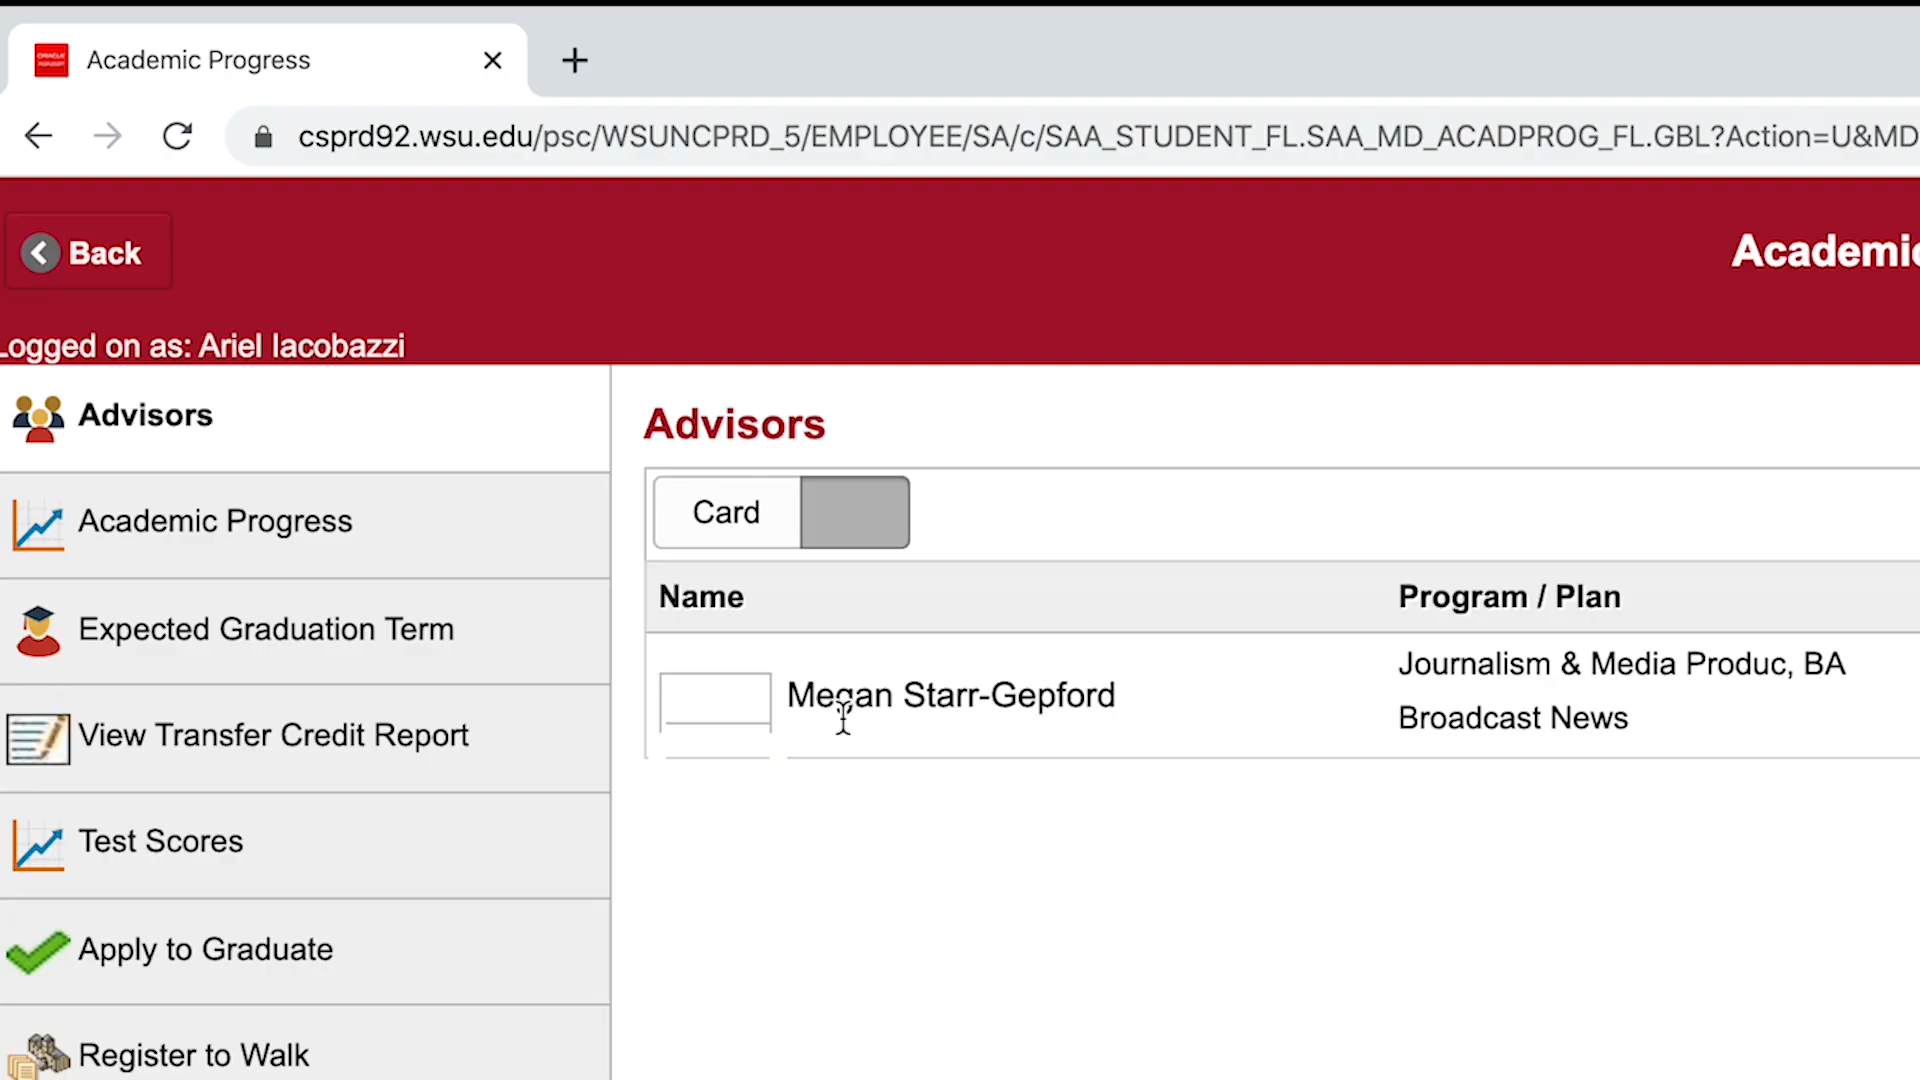 Academic Progress
csprd92.wsu.edu/psc/WSUNCPRD_5/EMPLOYEE/SA/c/SAA_STUDENT_FL.SAA_MD_ACADPROG_FL.GBL?Action=U&MD
Back
Academic
Logged on as: Ariel Iacobazzi
Advisors
Academic Progress
Expected Graduation Term
View Transfer Credit Report
Test Scores
Apply to Graduate
Register to Walk
Advisors
Card
Name Program / Plan
Megan Starr-Gepford
Journalism & Media Produc, BA
Broadcast News